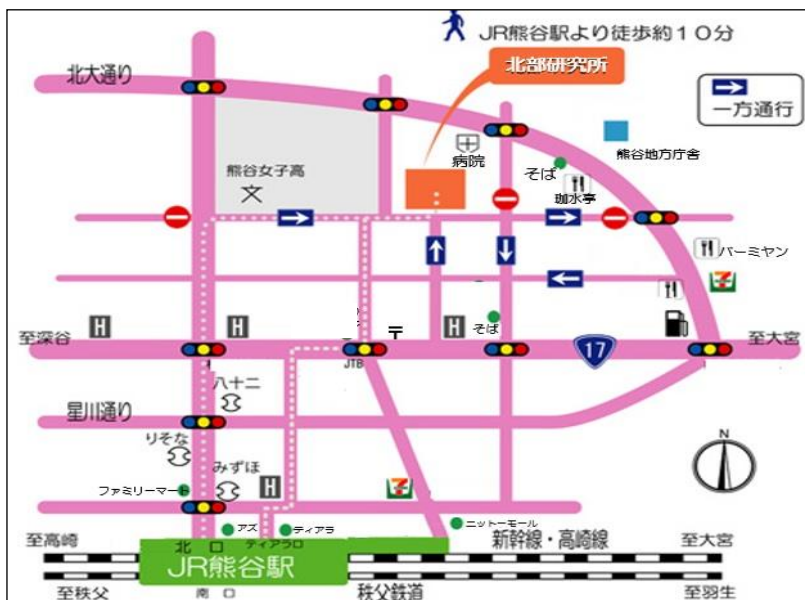 JR熊谷駅より徒歩約10分
北大通り
北部研究所
一方通行
熊谷地方庁舎
病院
そば
珈水亭
熊谷女子高
文
バーミヤン
7
H
H
〒
H
そば
至深谷
JTB
17
至大宮
八十二
星川通り
りそな
みずほ
H
N
ファミリーマート
7
アズ
ティアラ
ニットーモール
至高崎
北口
ティアラ口
新幹線・高崎線
至大宮
JR熊谷駅
至秩父
南口
秩父鉄道
至羽生